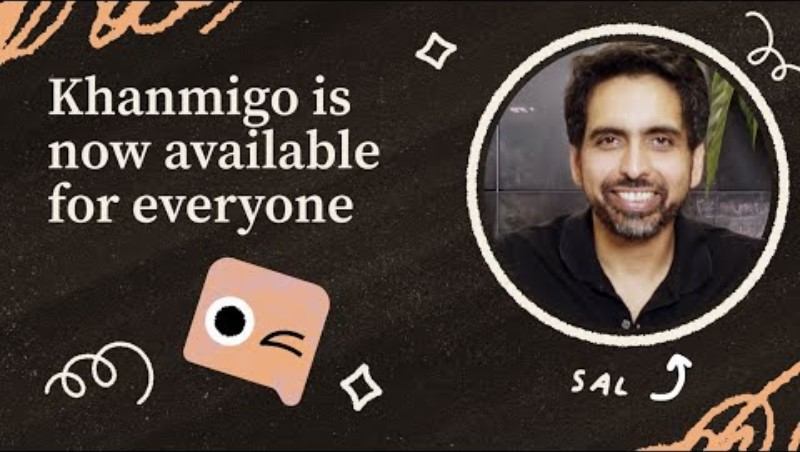 Khanmigo is
now available
for everyone
SAL